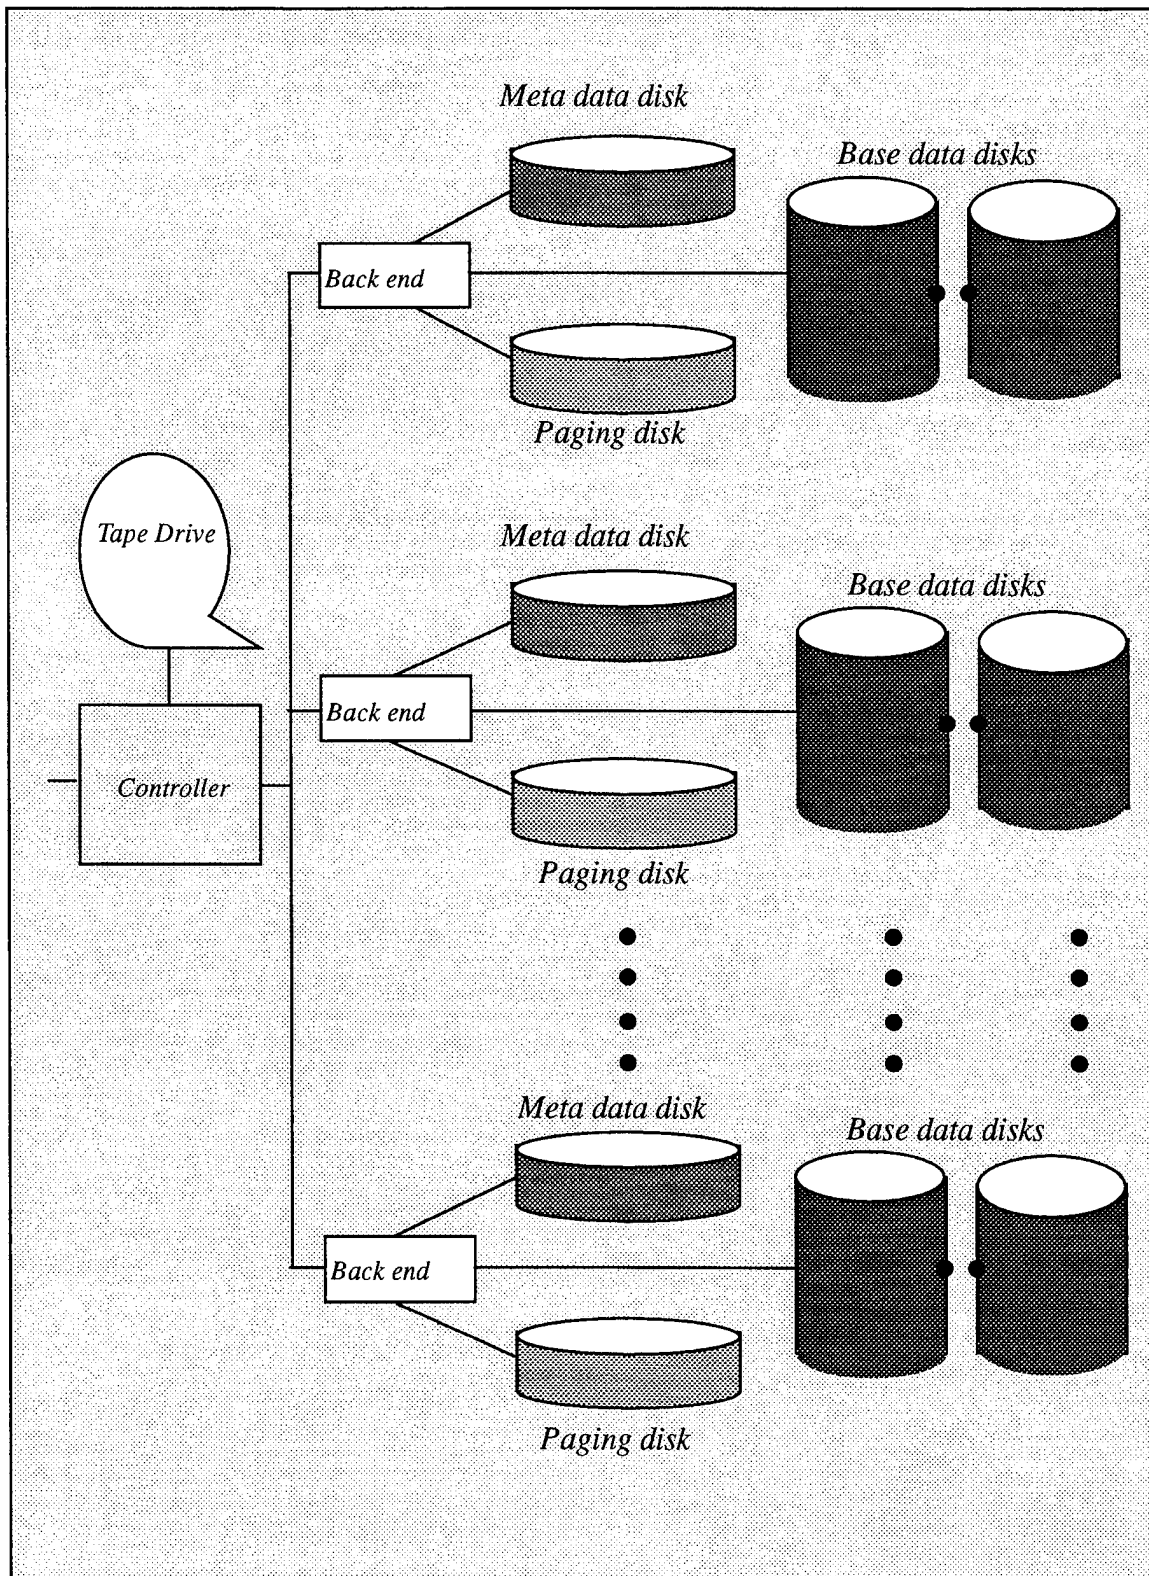 Meta data disk
Base data disks
Back end
Paging disk
Tape Drive
Meta data disk
Base data disks
Back end
Controller
Paging disk
Meta data disk
Base data disks
Back end
Paging disk